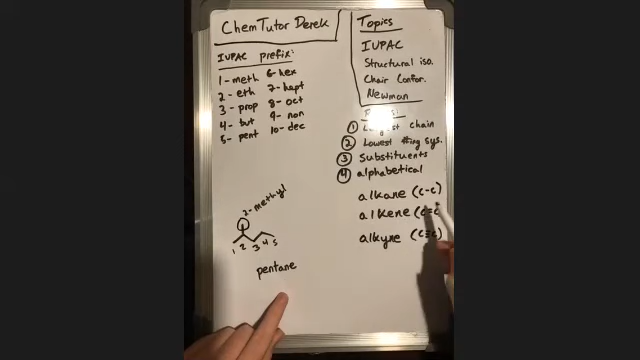 ChemTutor Derek
IUPAC prefix:
1 - meth 6 - hex
2 - eth 7 - hept
3 - prop 8 - oct
4 - but 9 - non
5 - pent 10 - dec
Topics
IUPAC
Structural iso.
Chair Confor.
Newman
① Longest chain
② Lowest #ing sys.
③ Substituents
④ alphabetical
alkane (C-C)
alkene (C=C
alkyne (C≡C)
2-methyl
1 2 3 4 5
pentane